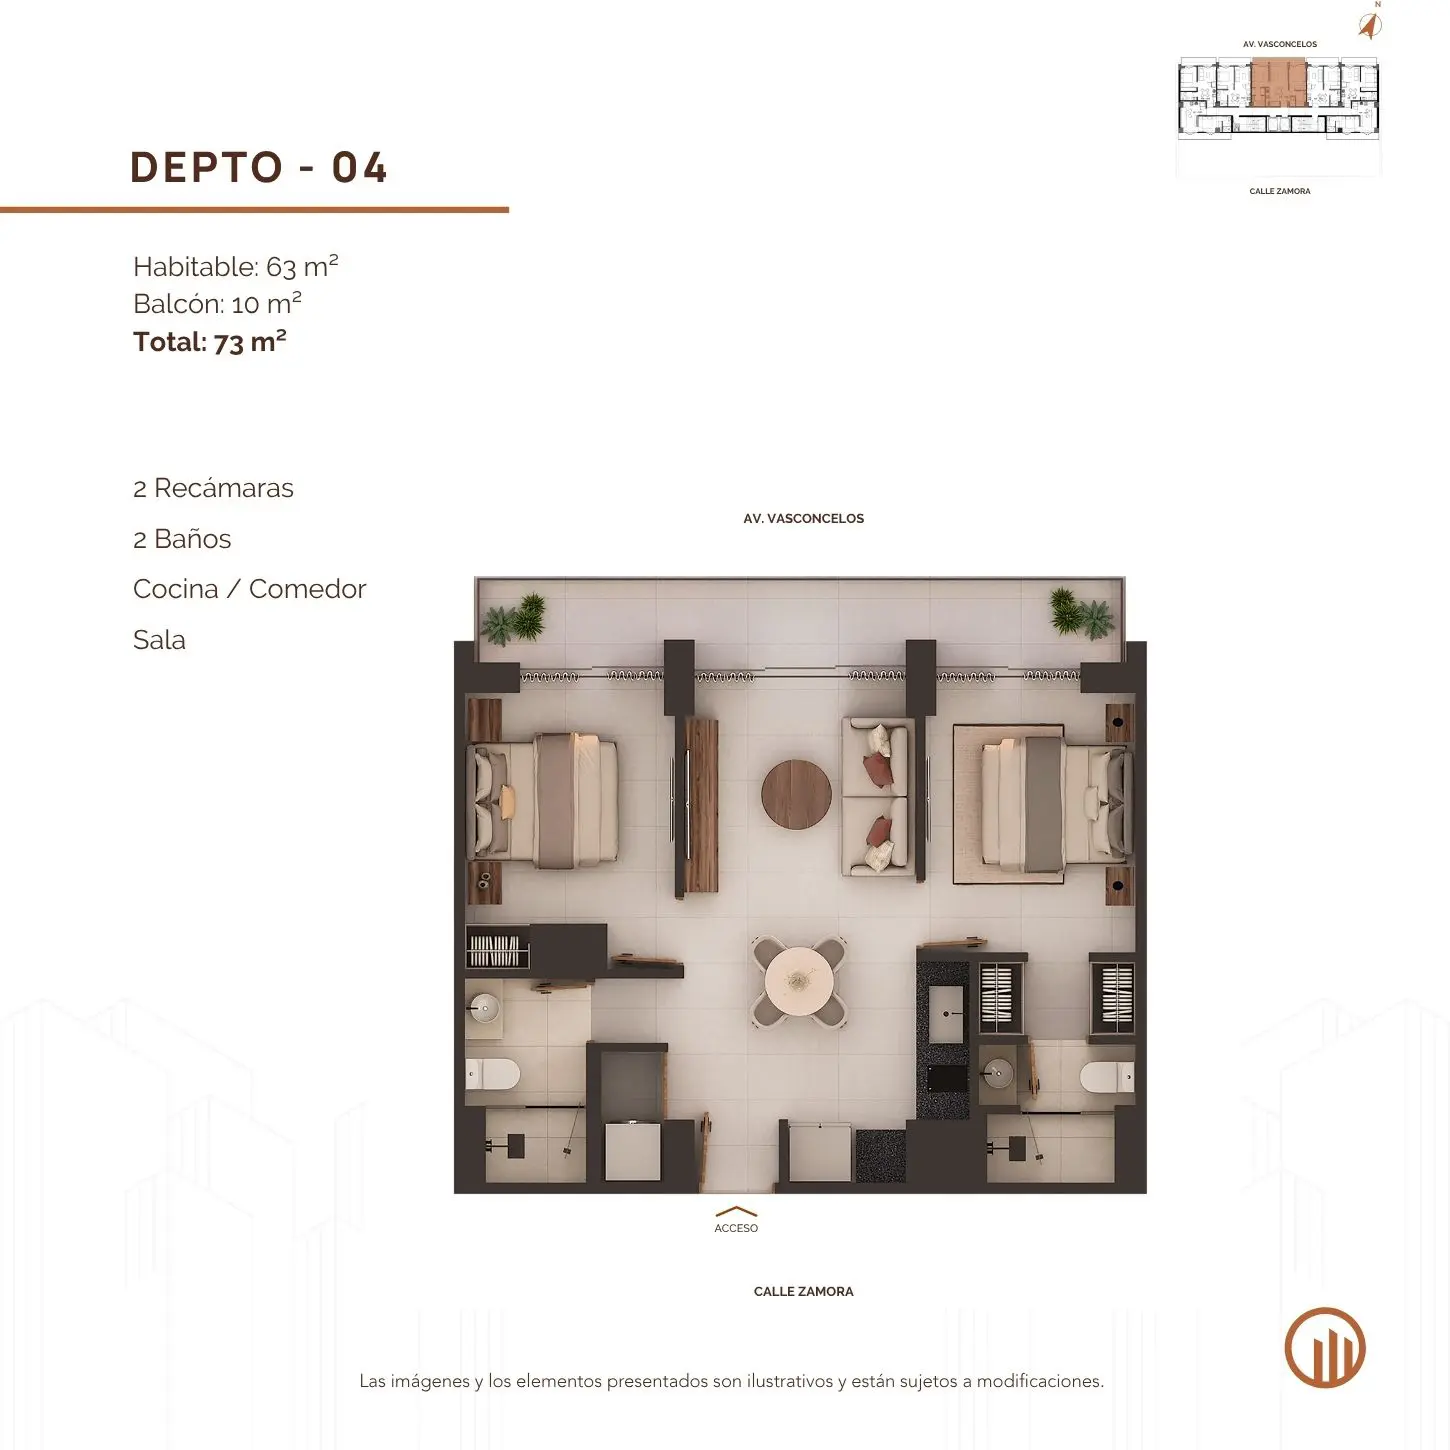 N
AV. VASCONCELOS
CALLE ZAMORA
DEPTO - 04
Habitable: 63 m²
Balcón: 10 m²
Total: 73 m²
2 Recámaras
2 Baños
Cocina / Comedor
Sala
AV. VASCONCELOS
ACCESO
CALLE ZAMORA
Las imágenes y los elementos presentados son ilustrativos y están sujetos a modificaciones.